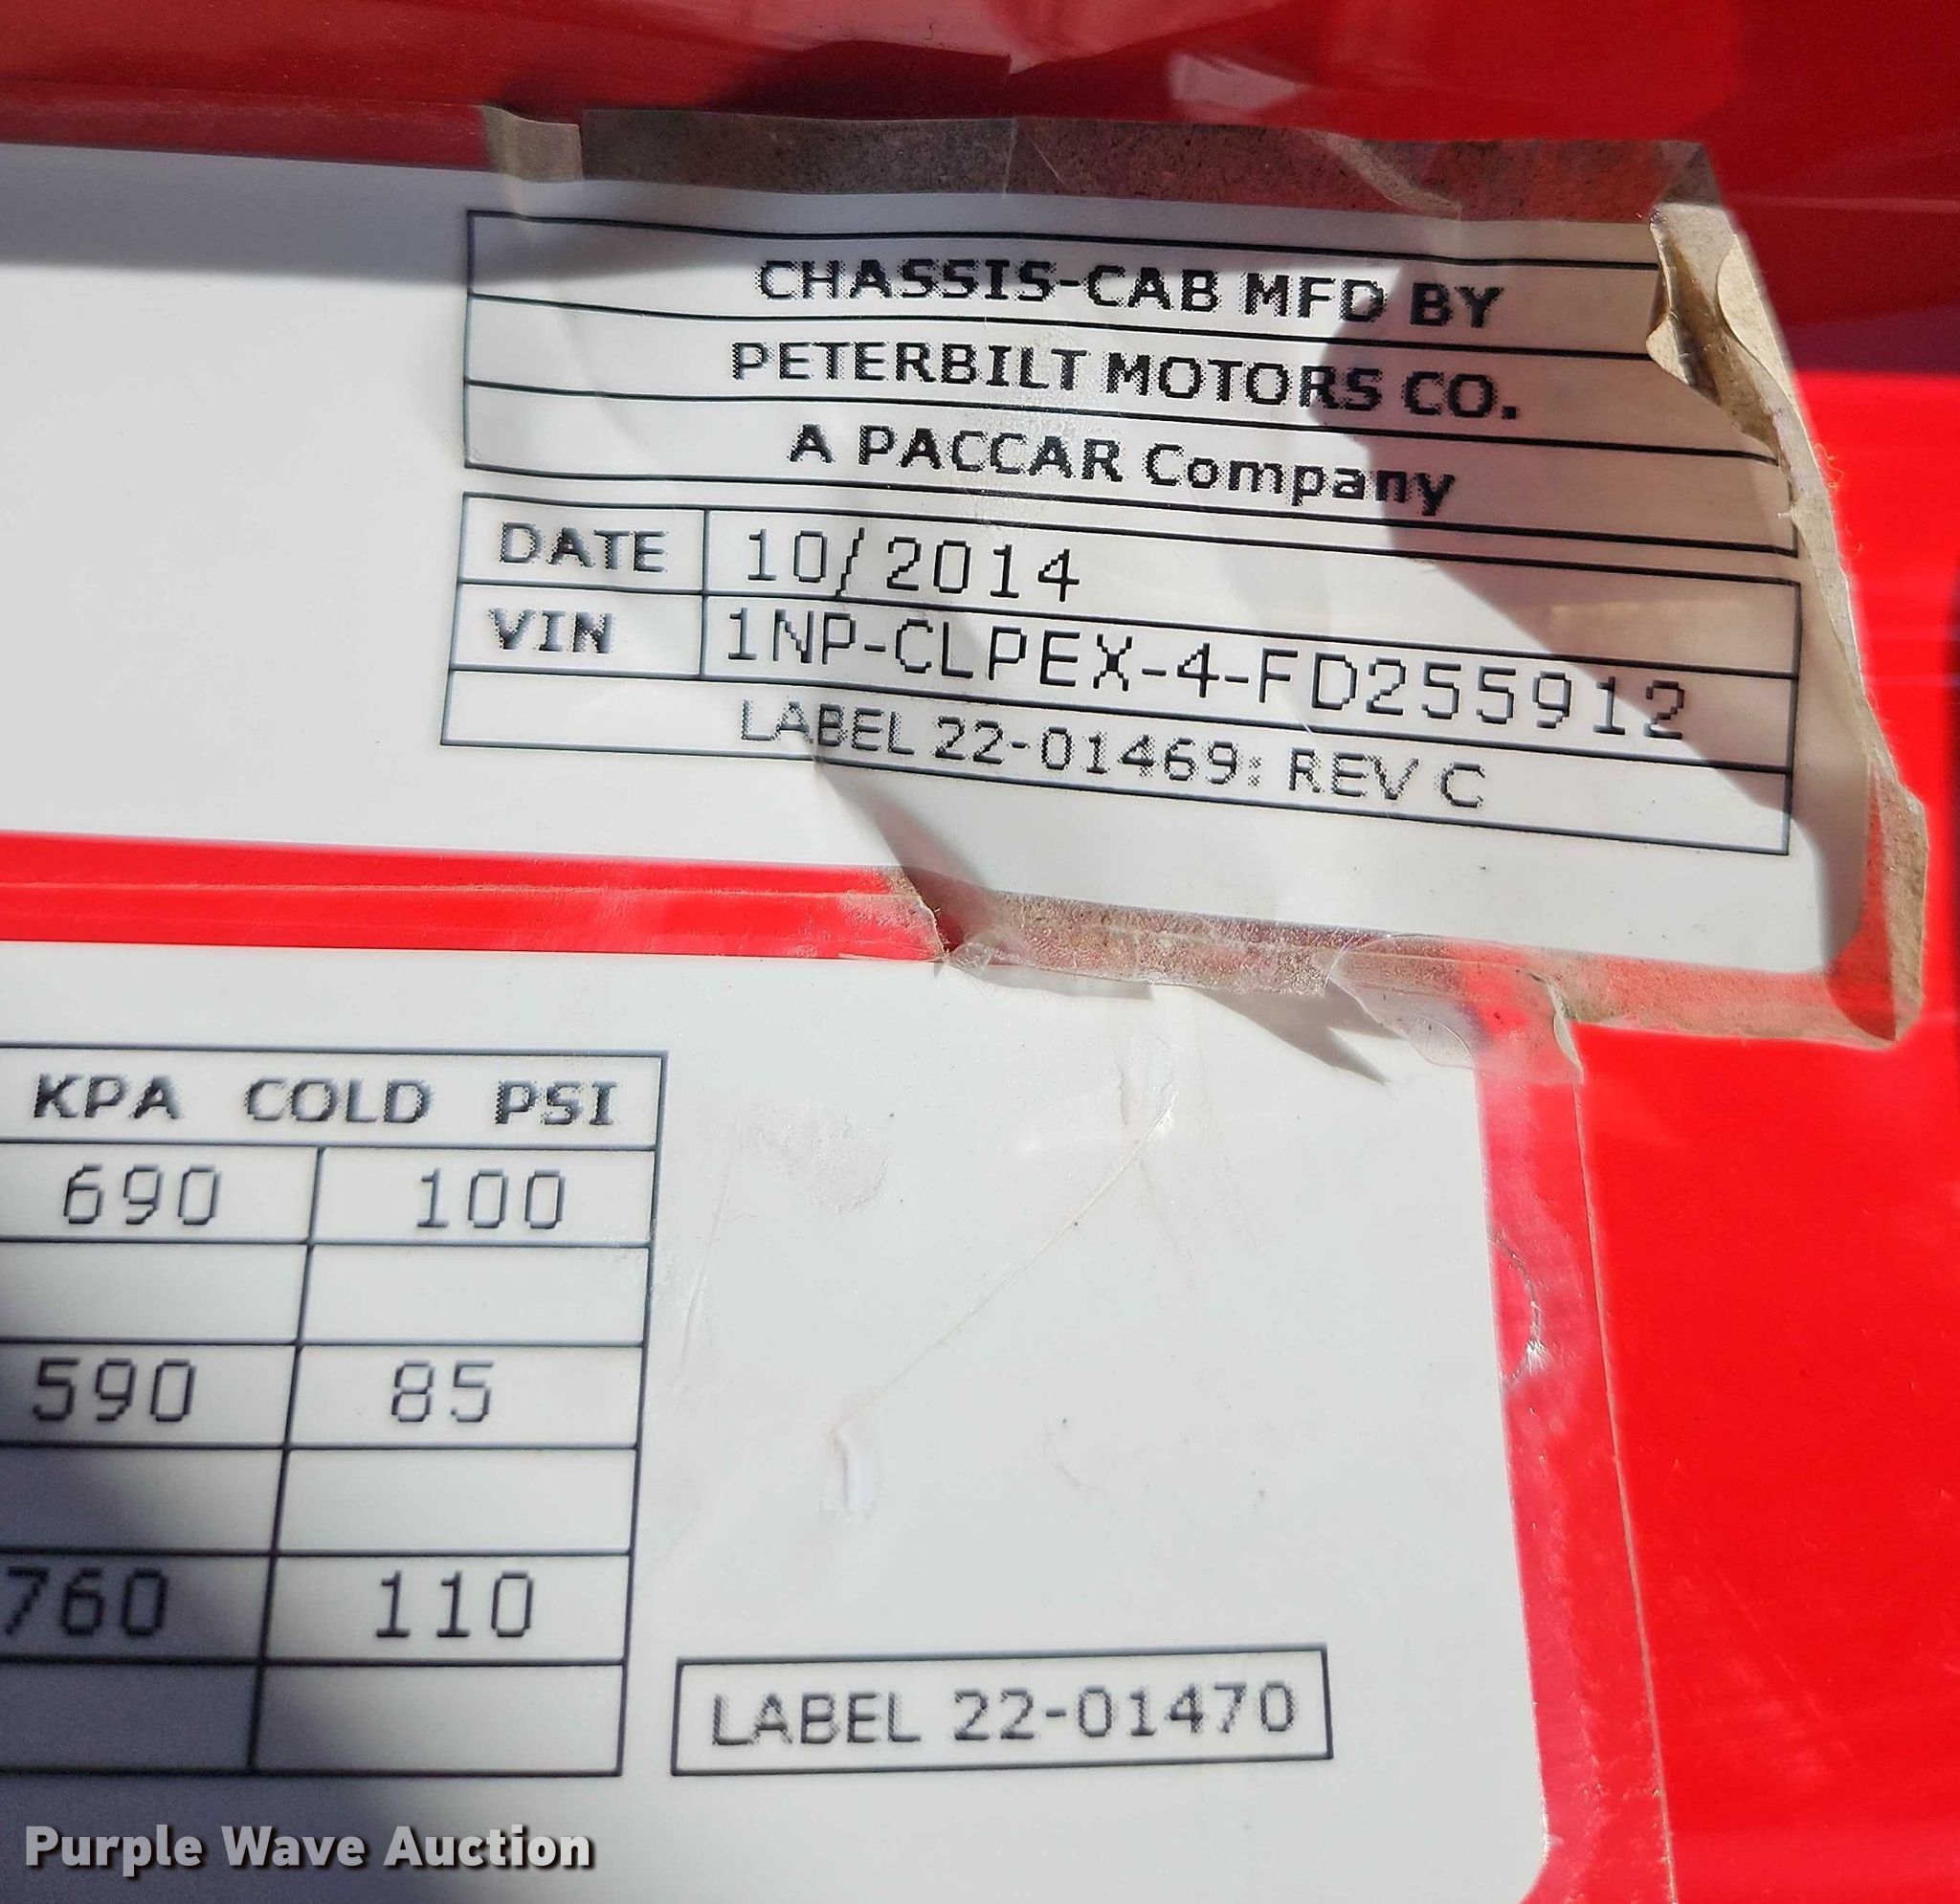 CHASSIS-CAB MFD BY
PETERBILT MOTORS CO.
A PACCAR Company
DATE 10/2014
VIN 1NP-CLPEX-4-FD255912
LABEL 22-01469: REV C
KPA COLD PSI
690 100
590 85
760 110
LABEL 22-01470
Purple Wave Auction